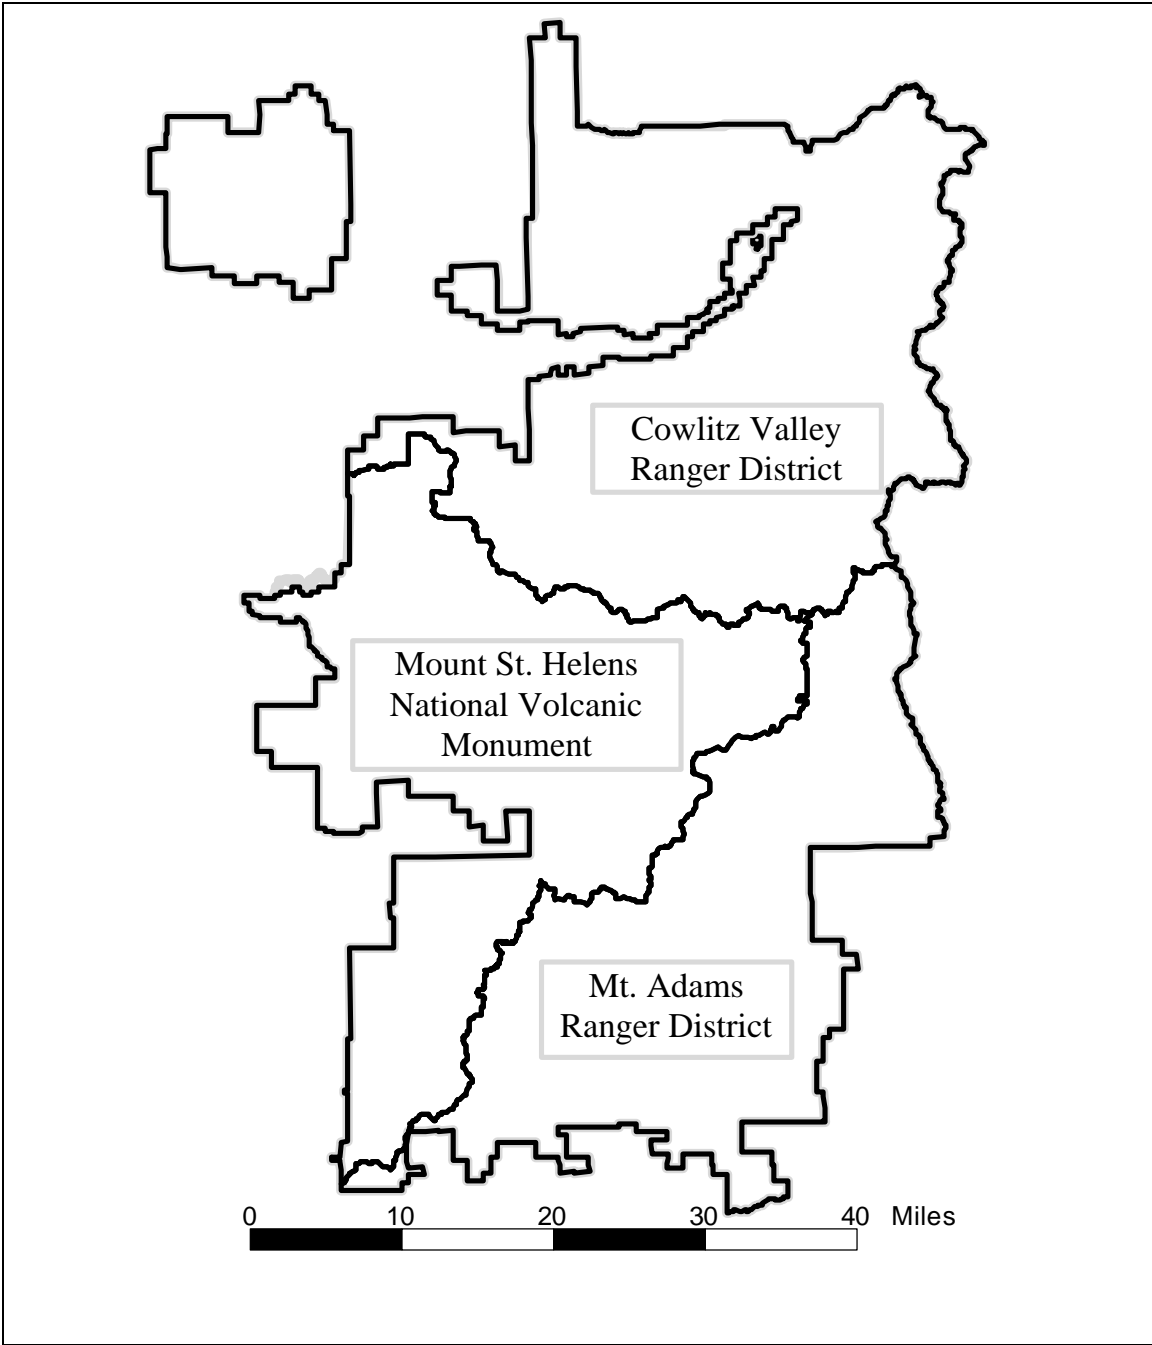 Cowlitz Valley
Ranger District
Mount St. Helens
National Volcanic
Monument
Mt. Adams
Ranger District
0 10 20 30 40 Miles